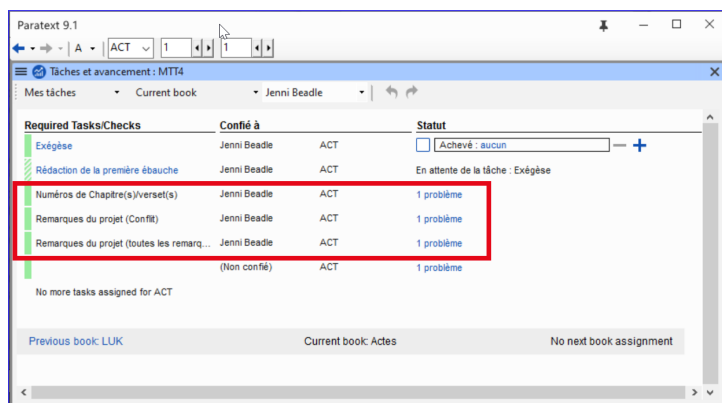 Paratext 9.1
A ACT 1 1
Tâches et avancement : MTT4
Mes tâches Current book Jenni Beadle
Required Tasks/Checks Confié à Statut
Exégèse Jenni Beadle ACT Achevé : aucun
Rédaction de la première ébauche Jenni Beadle ACT En attente de la tâche : Exégèse
Numéros de Chapitre(s)/verset(s) Jenni Beadle ACT 1 problème
Remarques du projet (Conflit) Jenni Beadle ACT 1 problème
Remarques du projet (toutes les remarq... Jenni Beadle ACT 1 problème
(Non confié) ACT 1 problème
No more tasks assigned for ACT
Previous book: LUK Current book: Actes No next book assignment